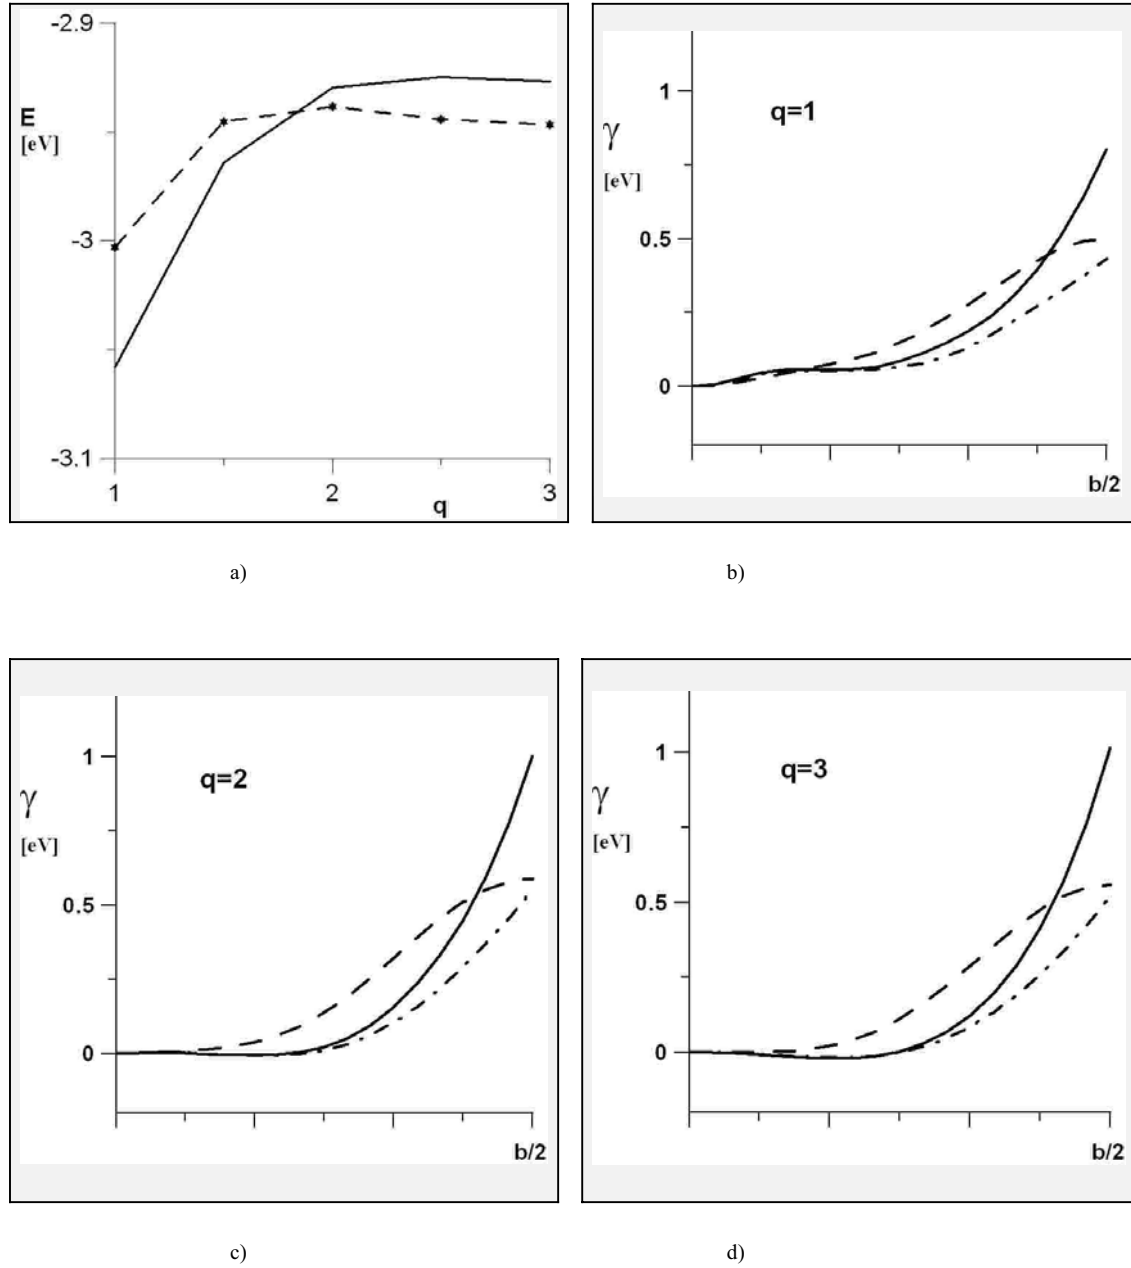 -2.9
E
[eV]
-3
-3.1
1
2
3
q
a)
1
q=1
γ
[eV]
0.5
0
b/2
b)
1
q=2
γ
[eV]
0.5
0
b/2
c)
1
q=3
γ
[eV]
0.5
0
b/2
d)